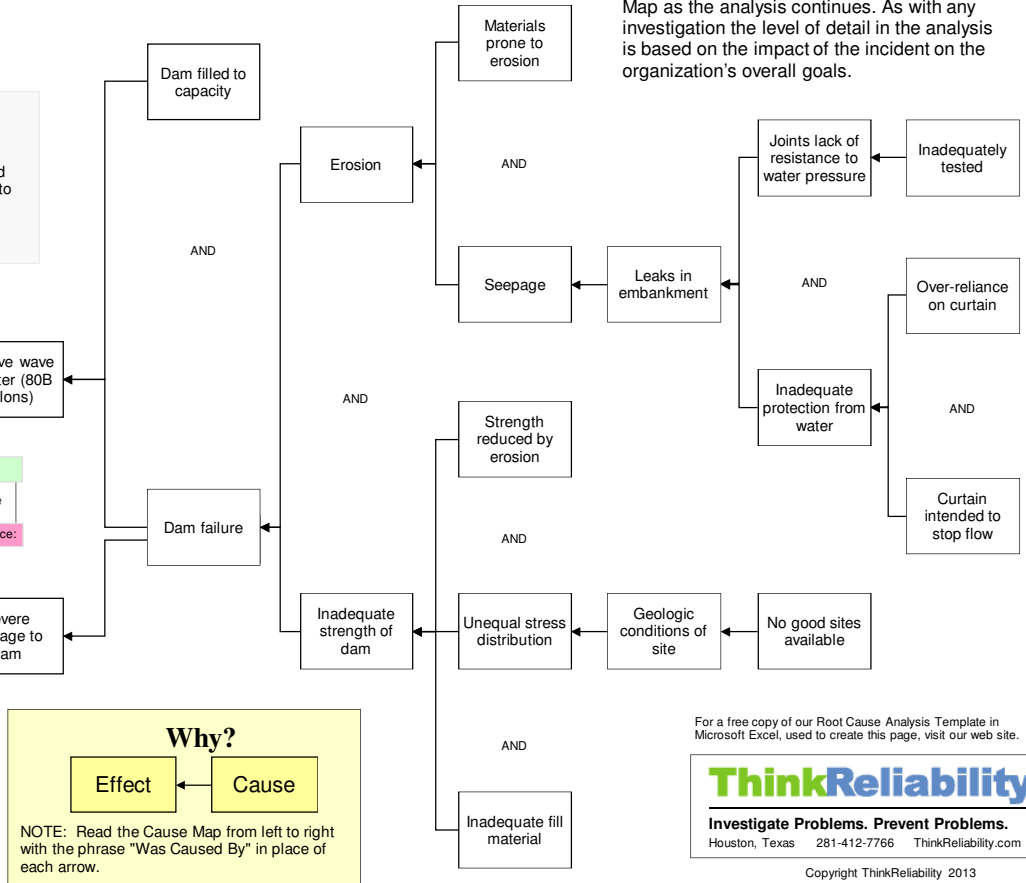 Map as the analysis continues. As with any
investigation the level of detail in the analysis
is based on the impact of the incident on the
organization's overall goals.
Materials
prone to
erosion
Dam filled to
capacity
Erosion
AND
Joints lack of
resistance to
water pressure
Inadequately
tested
to
AND
Seepage
Leaks in
embankment
AND
Over-reliance
on curtain
wave
(80B
AND
Inadequate
protection from
water
AND
Strength
reduced by
erosion
Curtain
intended to
stop flow
Dam failure
AND
Inadequate
strength of
dam
Unequal stress
distribution
Geologic
conditions of
site
No good sites
available
to
AND
Inadequate fill
material
Why?
Effect
Cause
NOTE: Read the Cause Map from left to right
with the phrase "Was Caused By" in place of
each arrow.
For a free copy of our Root Cause Analysis Template in
Microsoft Excel, used to create this page, visit our web site.
ThinkReliability
Investigate Problems. Prevent Problems.
Houston, Texas 281-412-7766 ThinkReliability.com
Copyright ThinkReliability 2013